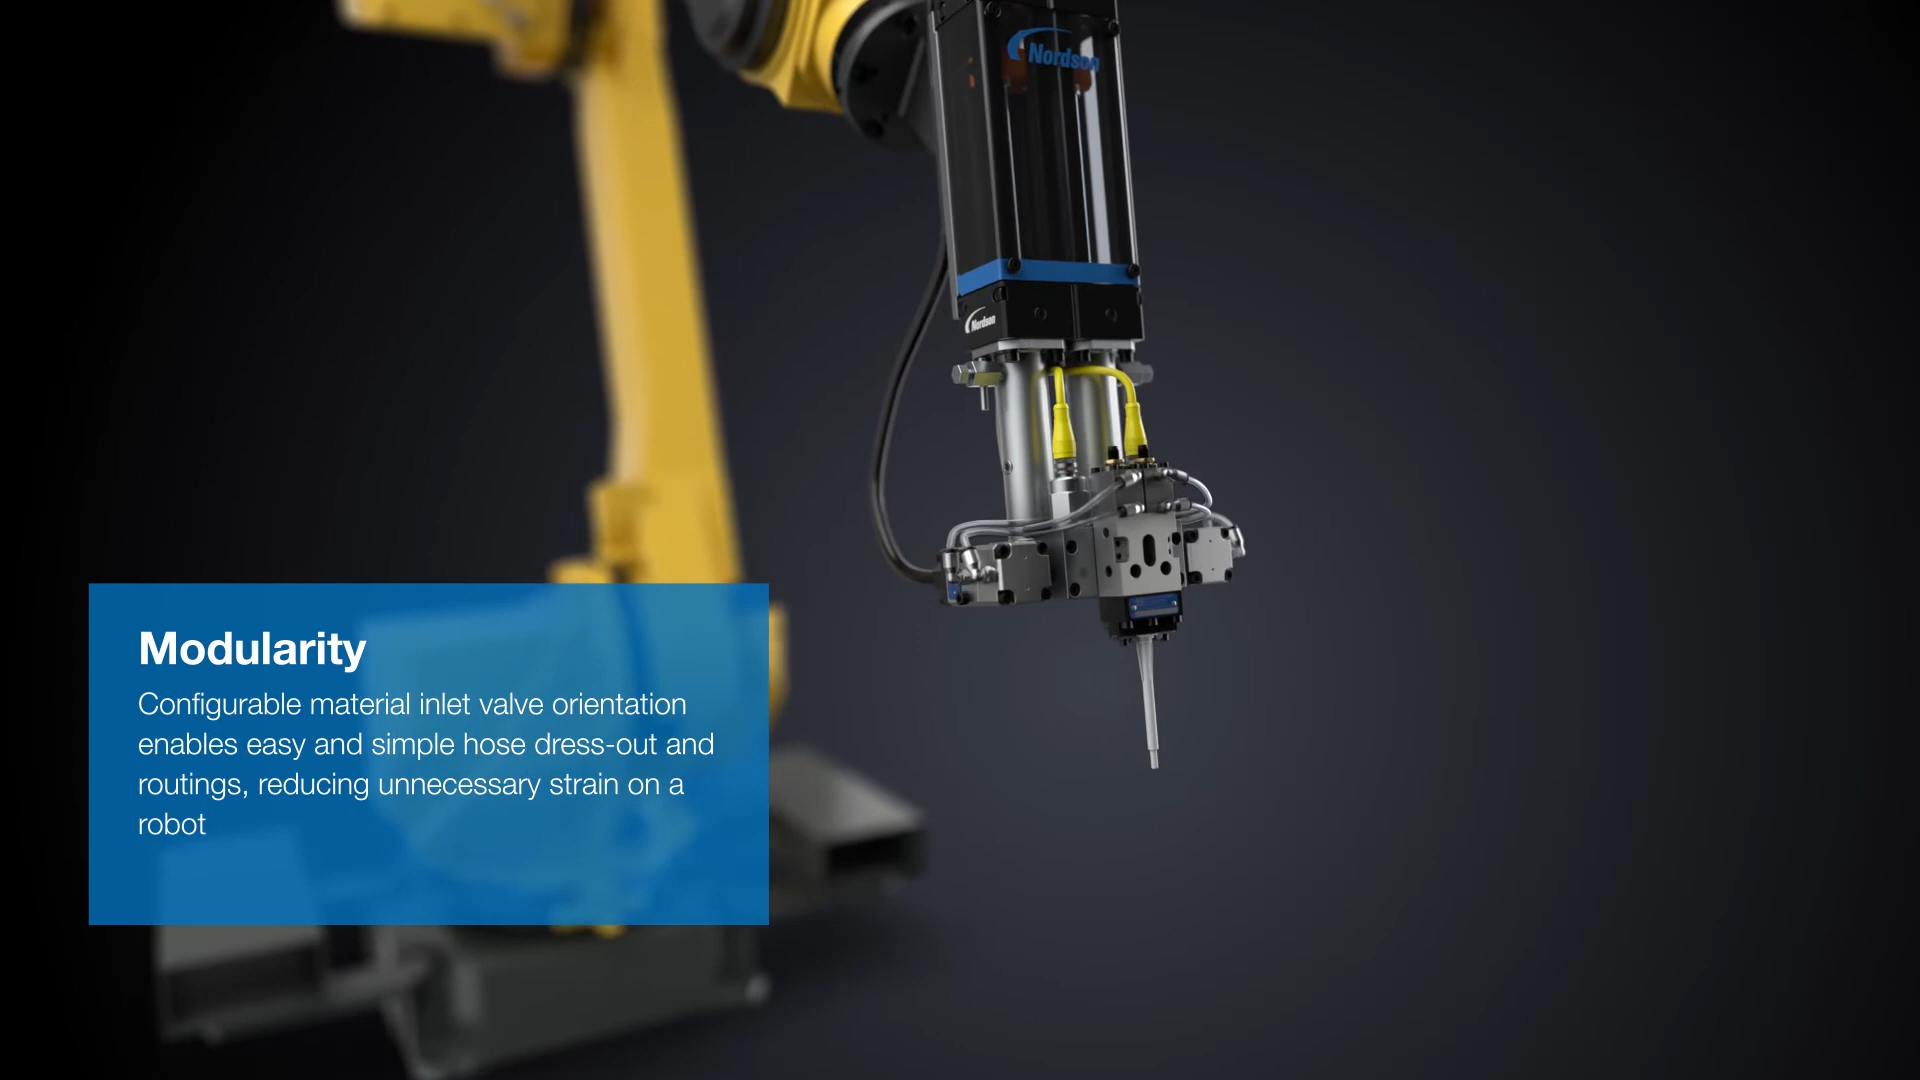 Nordson
Nordson
Modularity
Configurable material inlet valve orientation
enables easy and simple hose dress-out and
routings, reducing unnecessary strain on a
robot